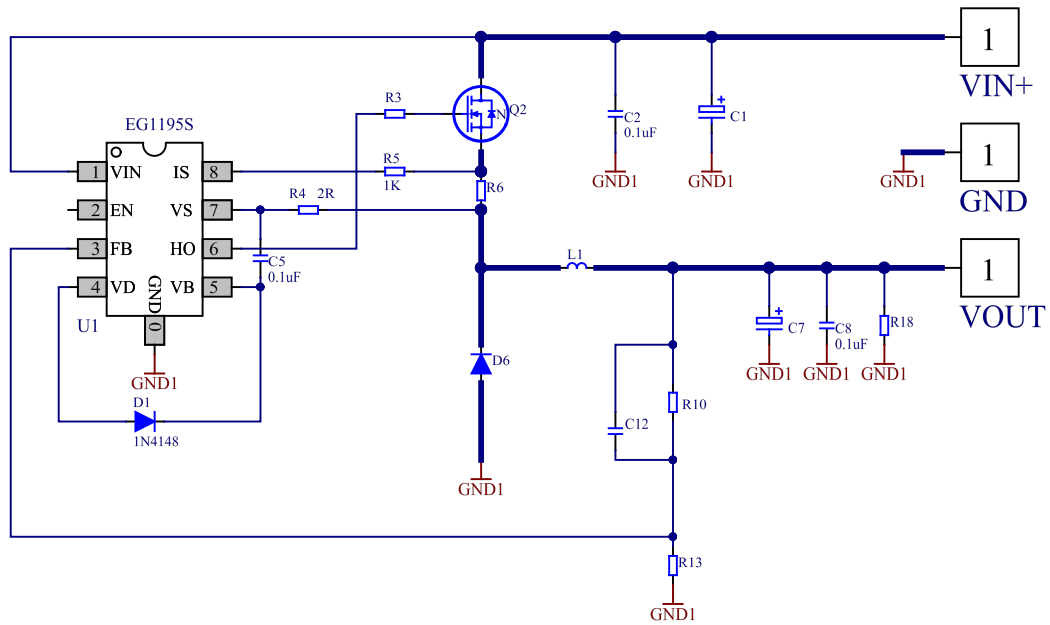 1
VIN+
R3
Q2
N
C2
0.1uF
C1
GND1
GND1
EG1195S
1 VIN IS 8
R5
1K
R6
GND1
1
GND
2 EN VS 7
R4 2R
3 FB HO 6
C5
0.1uF
4 VD VB 5
GND
0
U1
GND1
L1
1
VOUT
C7
C8
0.1uF
R18
GND1
GND1
GND1
D1
1N4148
D6
GND1
C12
R10
R13
GND1